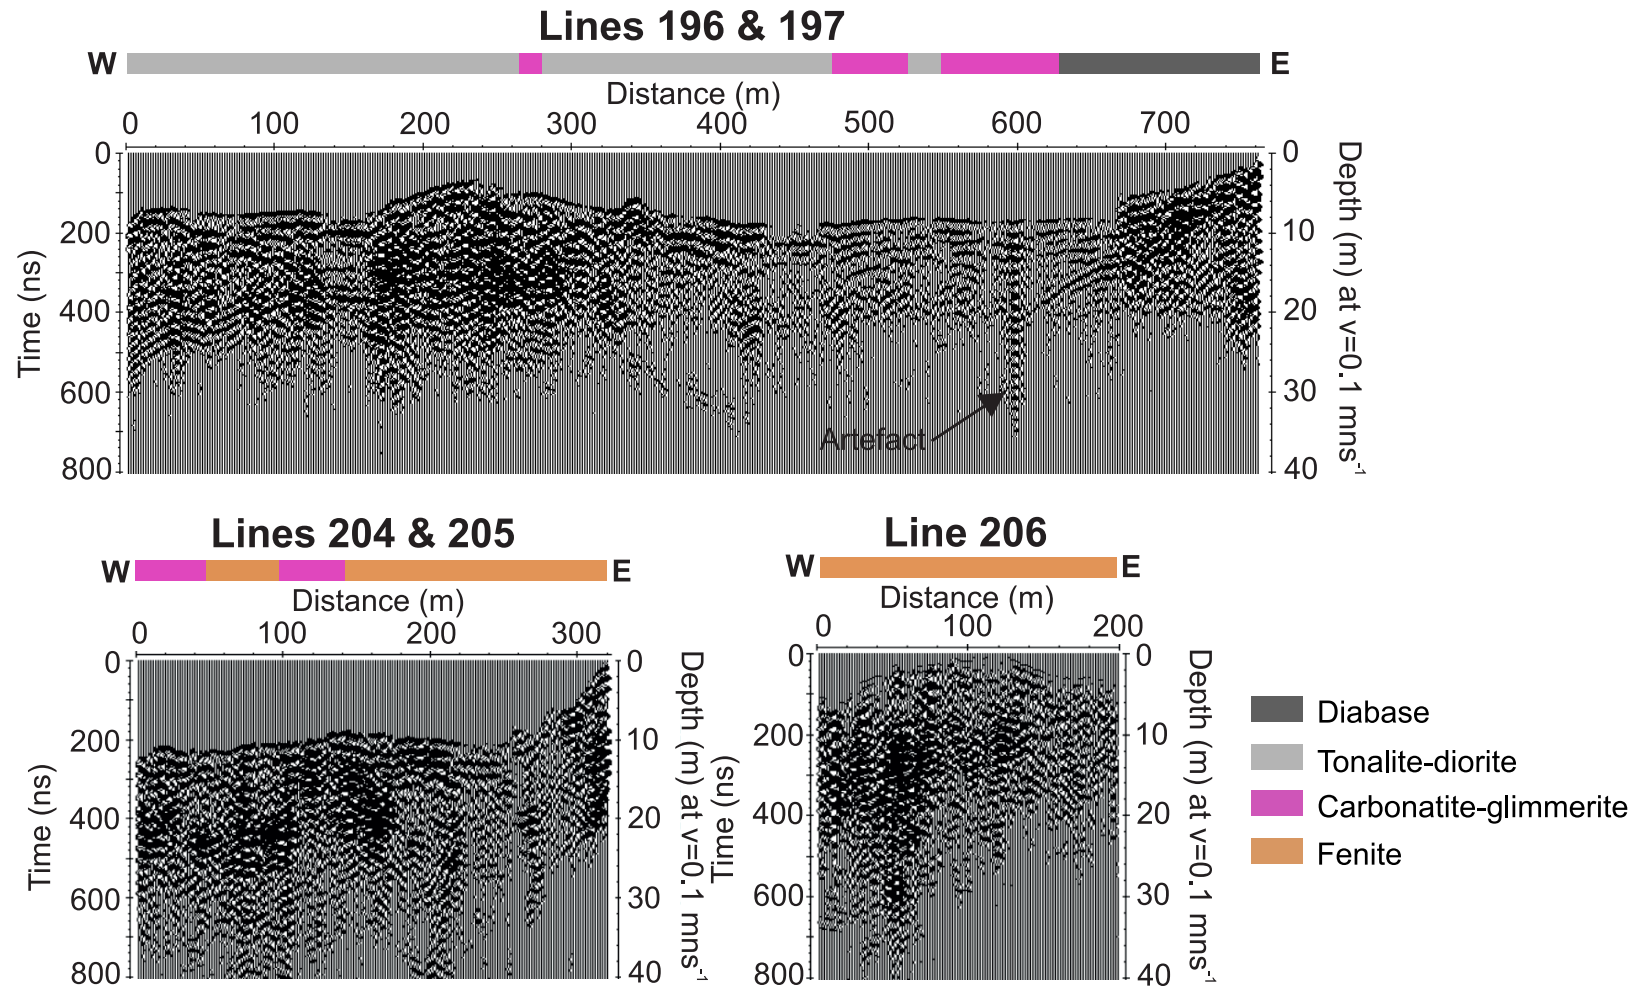 Lines 196 & 197
W E
Distance (m)
0 100 200 300 400 500 600 700
Time (ns)
0
200
400
600
800
0
10
20
30
40
Depth (m) at v=0.1 mns-1
Artefact
Lines 204 & 205
W E
Distance (m)
0 100 200 300
Time (ns)
0
200
400
600
800
0
10
20
30
40
Depth (m) at v=0.1 mns-1
Line 206
W E
Distance (m)
0 100 200
Time (ns)
0
200
400
600
800
0
10
20
30
40
Depth (m) at v=0.1 mns-1
Diabase
Tonalite-diorite
Carbonatite-glimmerite
Fenite